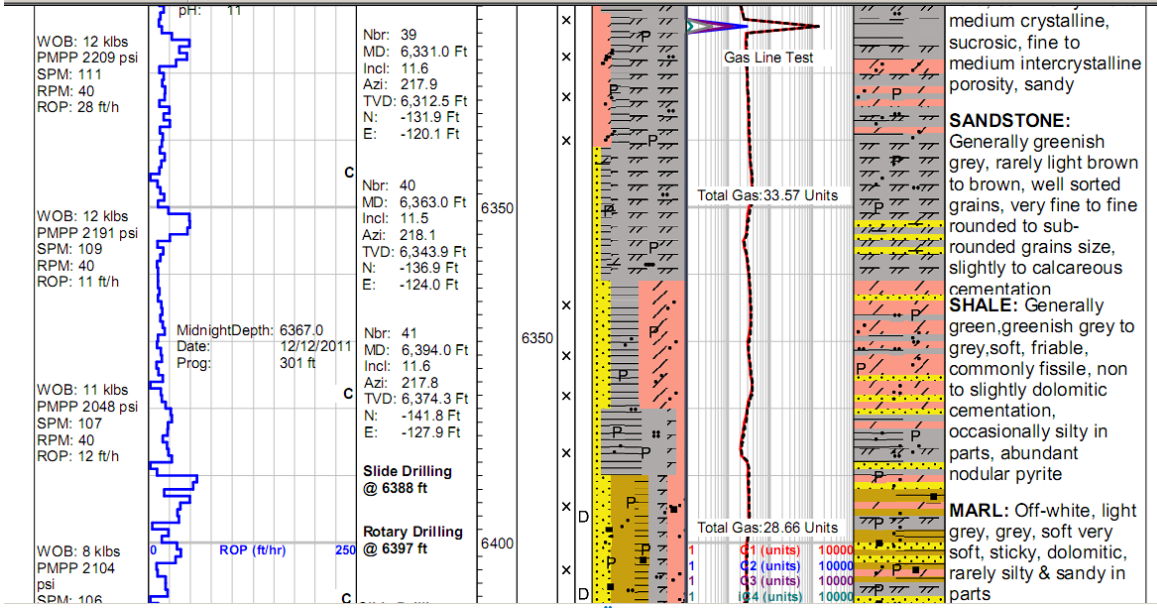 pH: 11
WOB: 12 klbs
PMPP 2209 psi
SPM: 111
RPM: 40
ROP: 28 ft/h
C
WOB: 12 klbs
PMPP 2191 psi
SPM: 109
RPM: 40
ROP: 11 ft/h
MidnightDepth: 6367.0
Date: 12/12/2011
Prog: 301 ft
C
WOB: 11 klbs
PMPP 2048 psi
SPM: 107
RPM: 40
ROP: 12 ft/h
WOB: 8 klbs
PMPP 2104
psi
SPM: 106
0 ROP (ft/hr) 250
C
Nbr: 39
MD: 6,331.0 Ft
Incl: 11.6
Azi: 217.9
TVD: 6,312.5 Ft
N: -131.9 Ft
E: -120.1 Ft
Nbr: 40
MD: 6,363.0 Ft
Incl: 11.5
Azi: 218.1
TVD: 6,343.9 Ft
N: -136.9 Ft
E: -124.0 Ft
Nbr: 41
MD: 6,394.0 Ft
Incl: 11.6
Azi: 217.8
TVD: 6,374.3 Ft
N: -141.8 Ft
E: -127.9 Ft
Slide Drilling
@ 6388 ft
Rotary Drilling
@ 6397 ft
6350
6400
6350
D
D
P
P
P
P
P
P
P
P
P
P
Gas Line Test
Total Gas:33.57 Units
Total Gas:28.66 Units
1 C1 (units) 10000
1 C2 (units) 10000
1 C3 (units) 10000
1 iC4 (units) 10000
P
P
P
P
P
P
P
P
P
P
medium crystalline,
sucrosic, fine to
medium intercrystalline
porosity, sandy
SANDSTONE:
Generally greenish
grey, rarely light brown
to brown, well sorted
grains, very fine to fine
rounded to sub-
rounded grains size,
slightly to calcareous
cementation
SHALE: Generally
green,greenish grey to
grey,soft, friable,
commonly fissile, non
to slightly dolomitic
cementation,
occasionally silty in
parts, abundant
nodular pyrite
MARL: Off-white, light
grey, grey, soft very
soft, sticky, dolomitic,
rarely silty & sandy in
parts